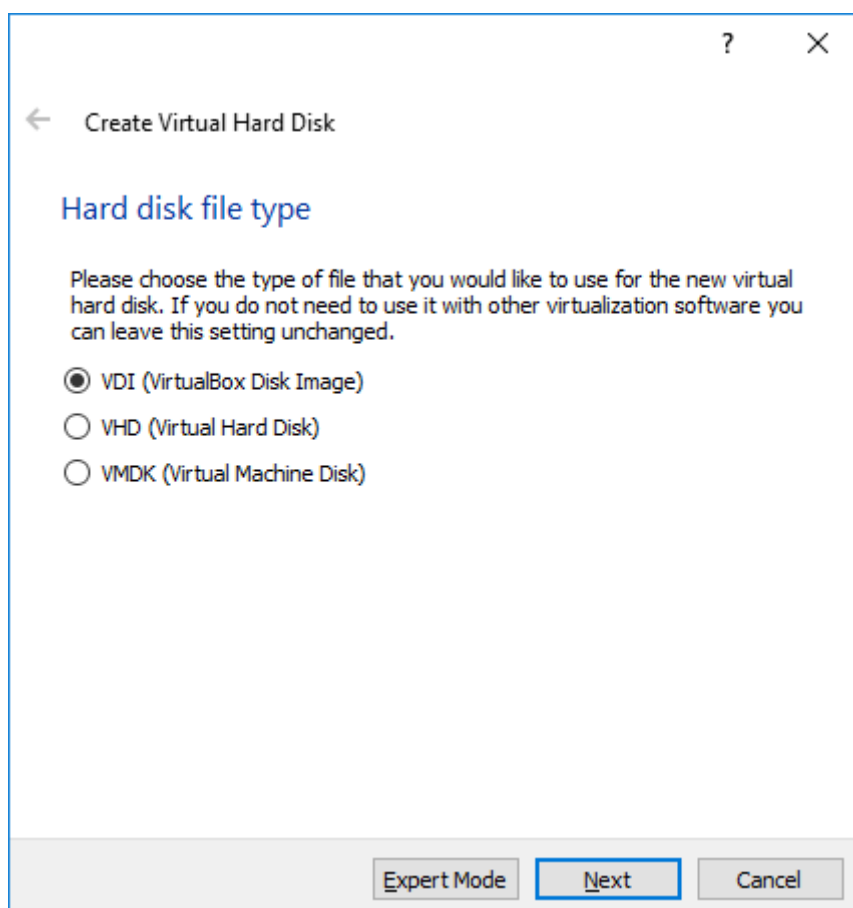 ?
Create Virtual Hard Disk
Hard disk file type
Please choose the type of file that you would like to use for the new virtual
hard disk. If you do not need to use it with other virtualization software you
can leave this setting unchanged.
VDI (VirtualBox Disk Image)
VHD (Virtual Hard Disk)
VMDK (Virtual Machine Disk)
Expert Mode Next Cancel